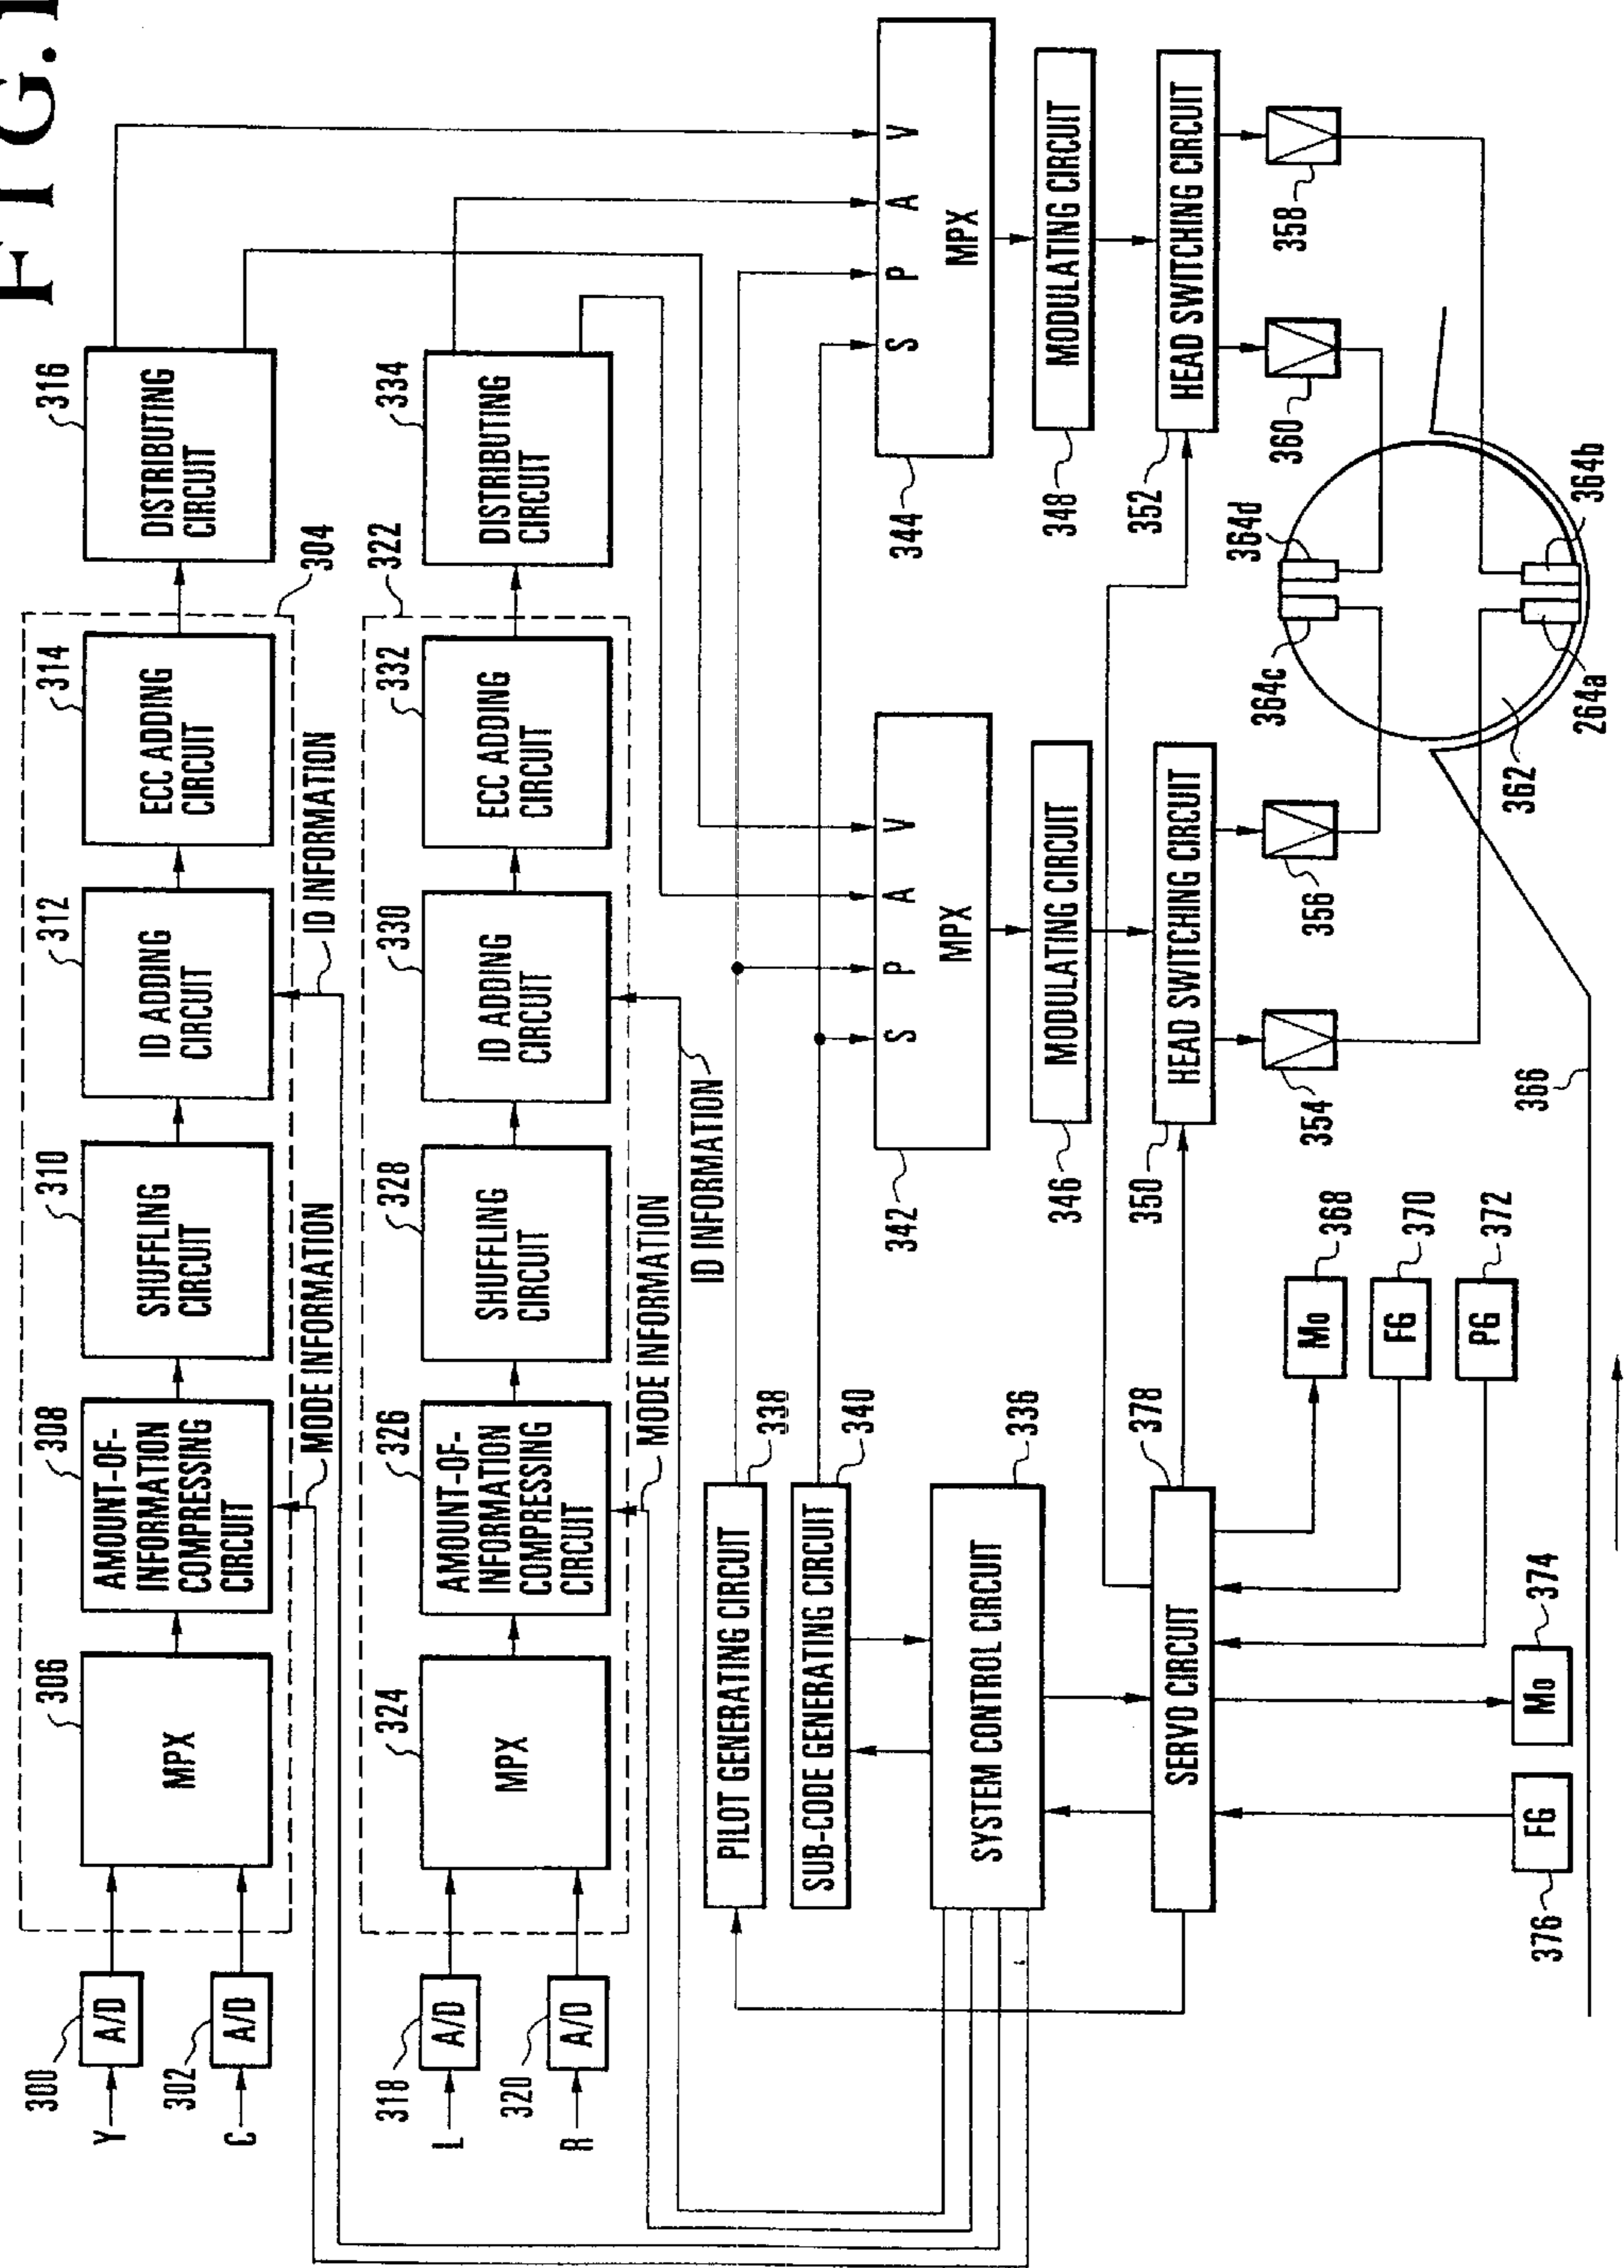 FIG.1
300
Y
A/D
302
C
A/D
306
MPX
308
AMOUNT-OF-
INFORMATION
COMPRESSING
CIRCUIT
310
SHUFFLING
CIRCUIT
312
ID ADDING
CIRCUIT
314
ECC ADDING
CIRCUIT
316
DISTRIBUTING
CIRCUIT
304
MODE INFORMATION
ID INFORMATION
318
L
A/D
320
R
A/D
324
MPX
326
AMOUNT-OF-
INFORMATION
COMPRESSING
CIRCUIT
328
SHUFFLING
CIRCUIT
330
ID ADDING
CIRCUIT
332
ECC ADDING
CIRCUIT
322
334
DISTRIBUTING
CIRCUIT
MODE INFORMATION
ID INFORMATION
PILOT GENERATING CIRCUIT
338
SUB-CODE GENERATING CIRCUIT
340
SYSTEM CONTROL CIRCUIT
336
SERVO CIRCUIT
378
342
S P A V
MPX
344
S P A V
MPX
346
MODULATING CIRCUIT
348
MODULATING CIRCUIT
350
HEAD SWITCHING CIRCUIT
352
HEAD SWITCHING CIRCUIT
354
356
360
358
364c
364d
264a
364b
362
366
Mo
368
FG
370
PG
372
Mo
374
FG
376